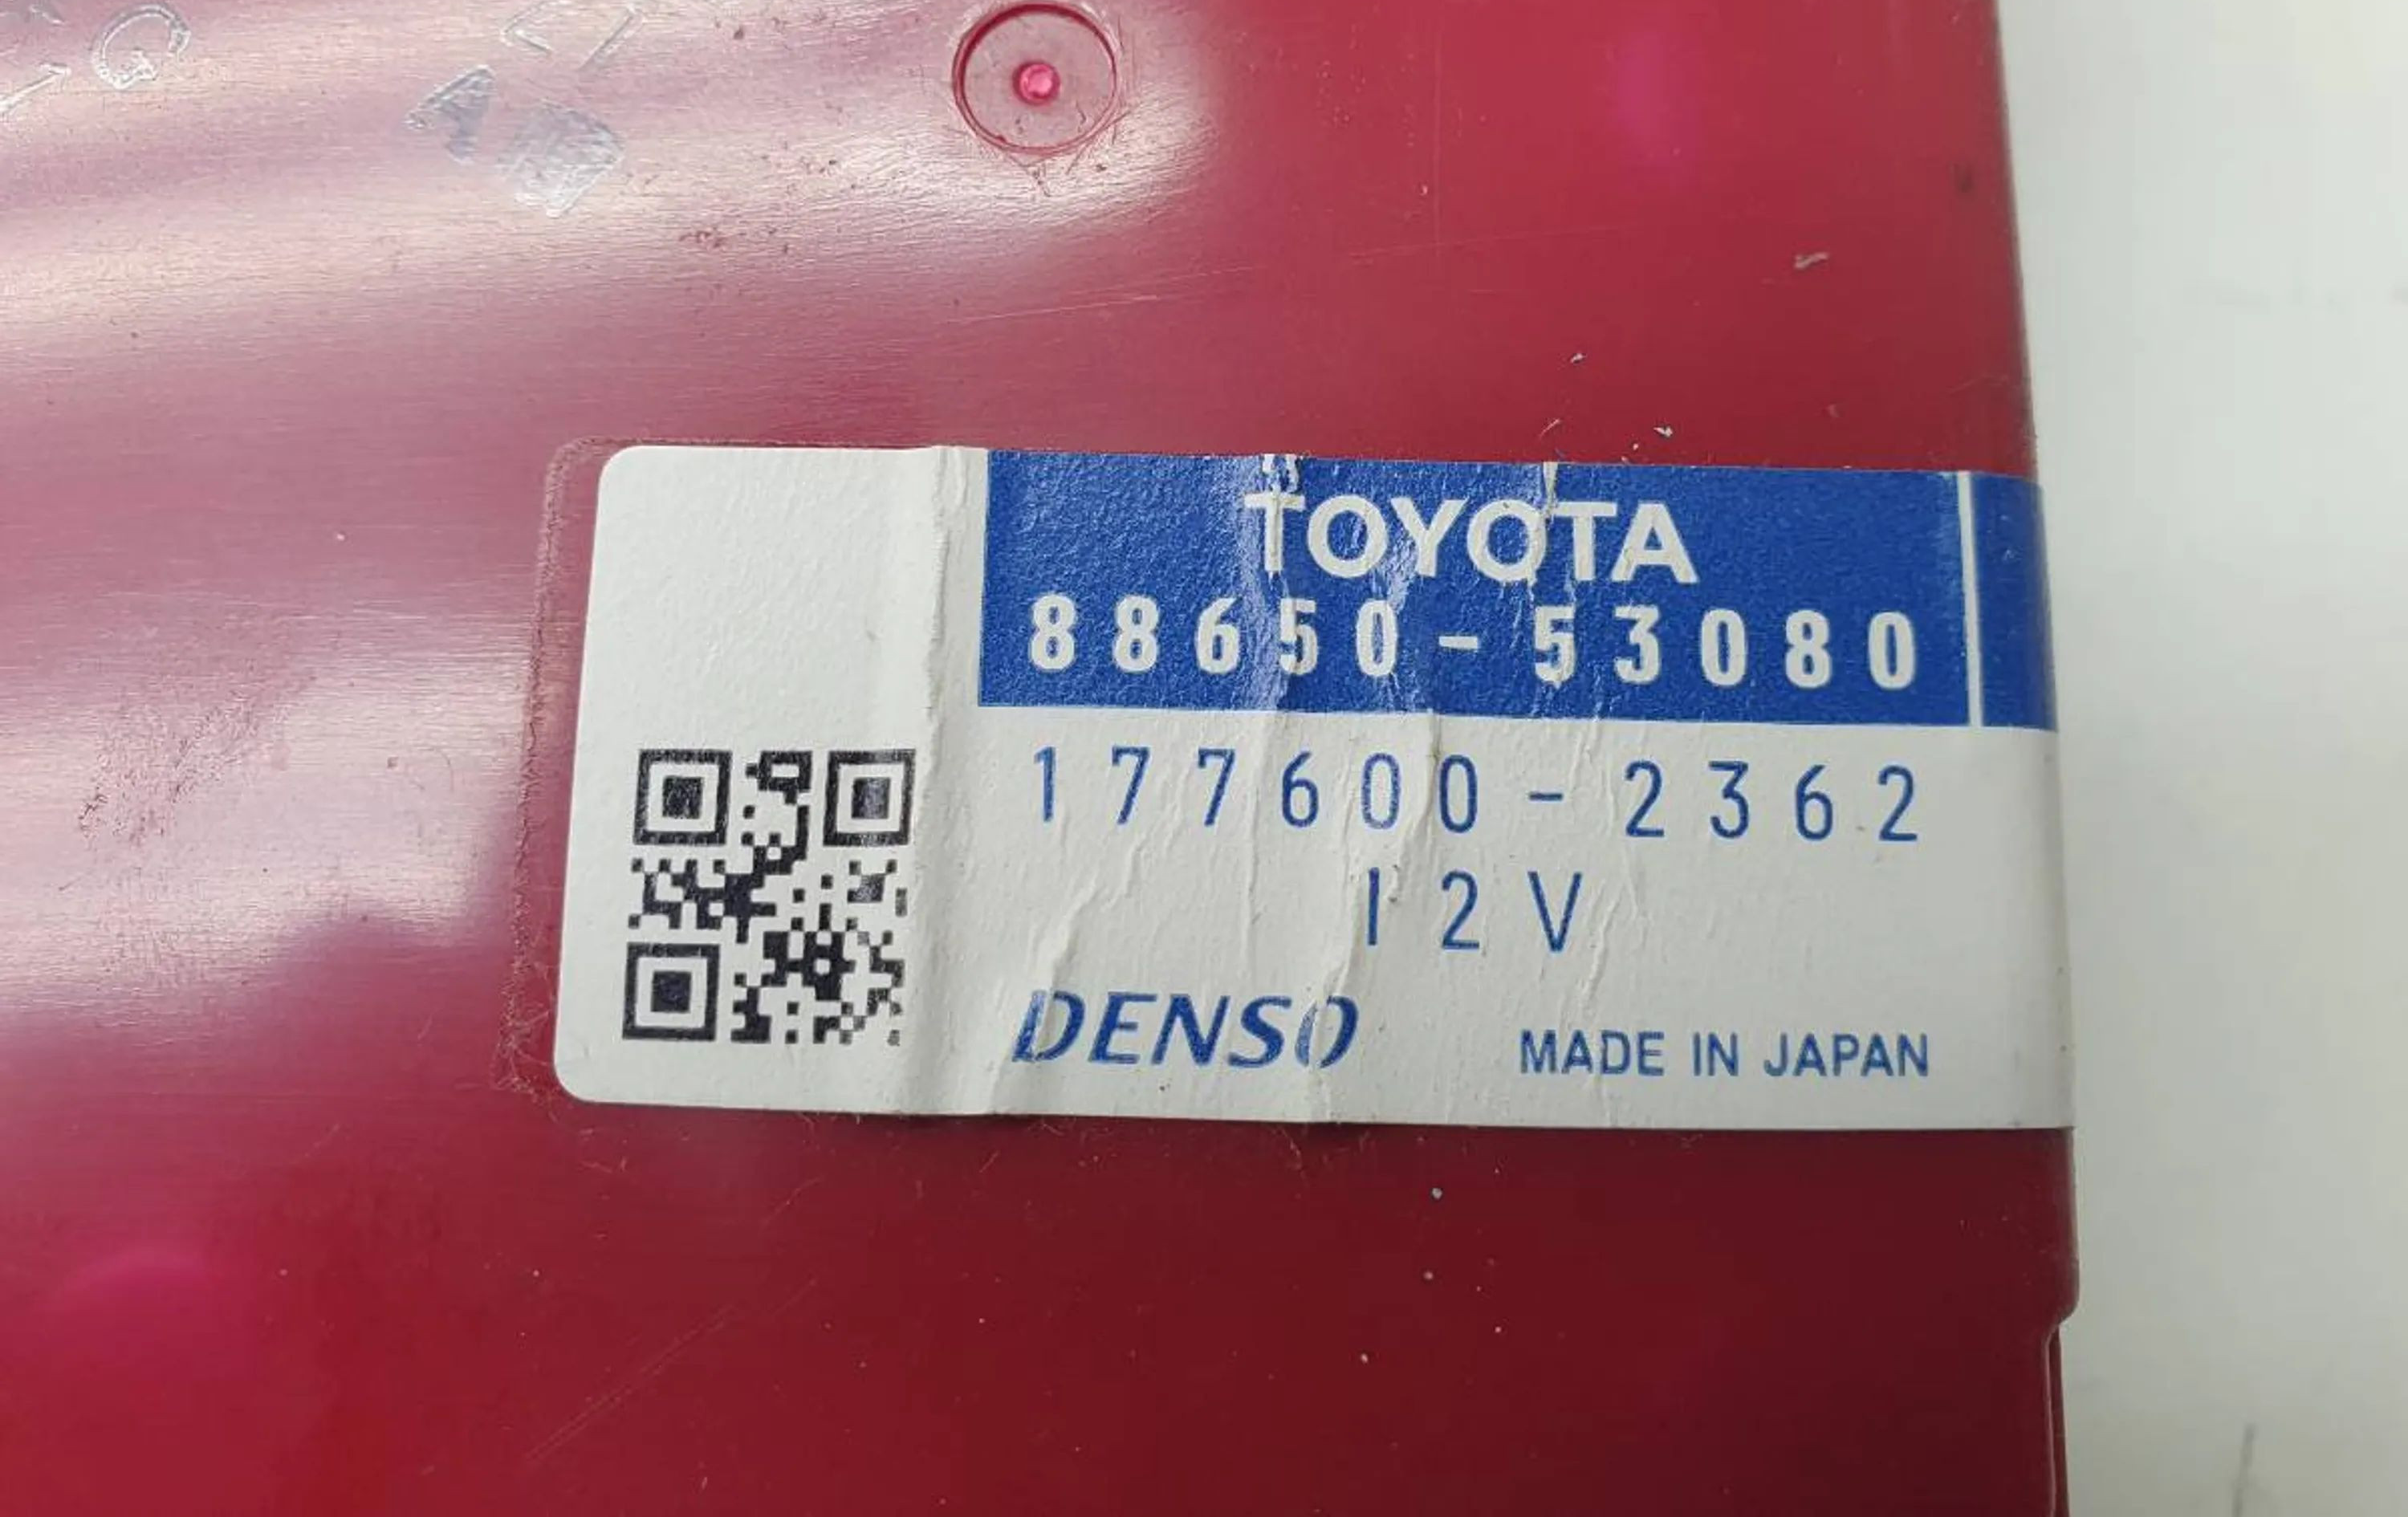 TOYOTA
88650-53080
177600-2362
12V
DENSO
MADE IN JAPAN